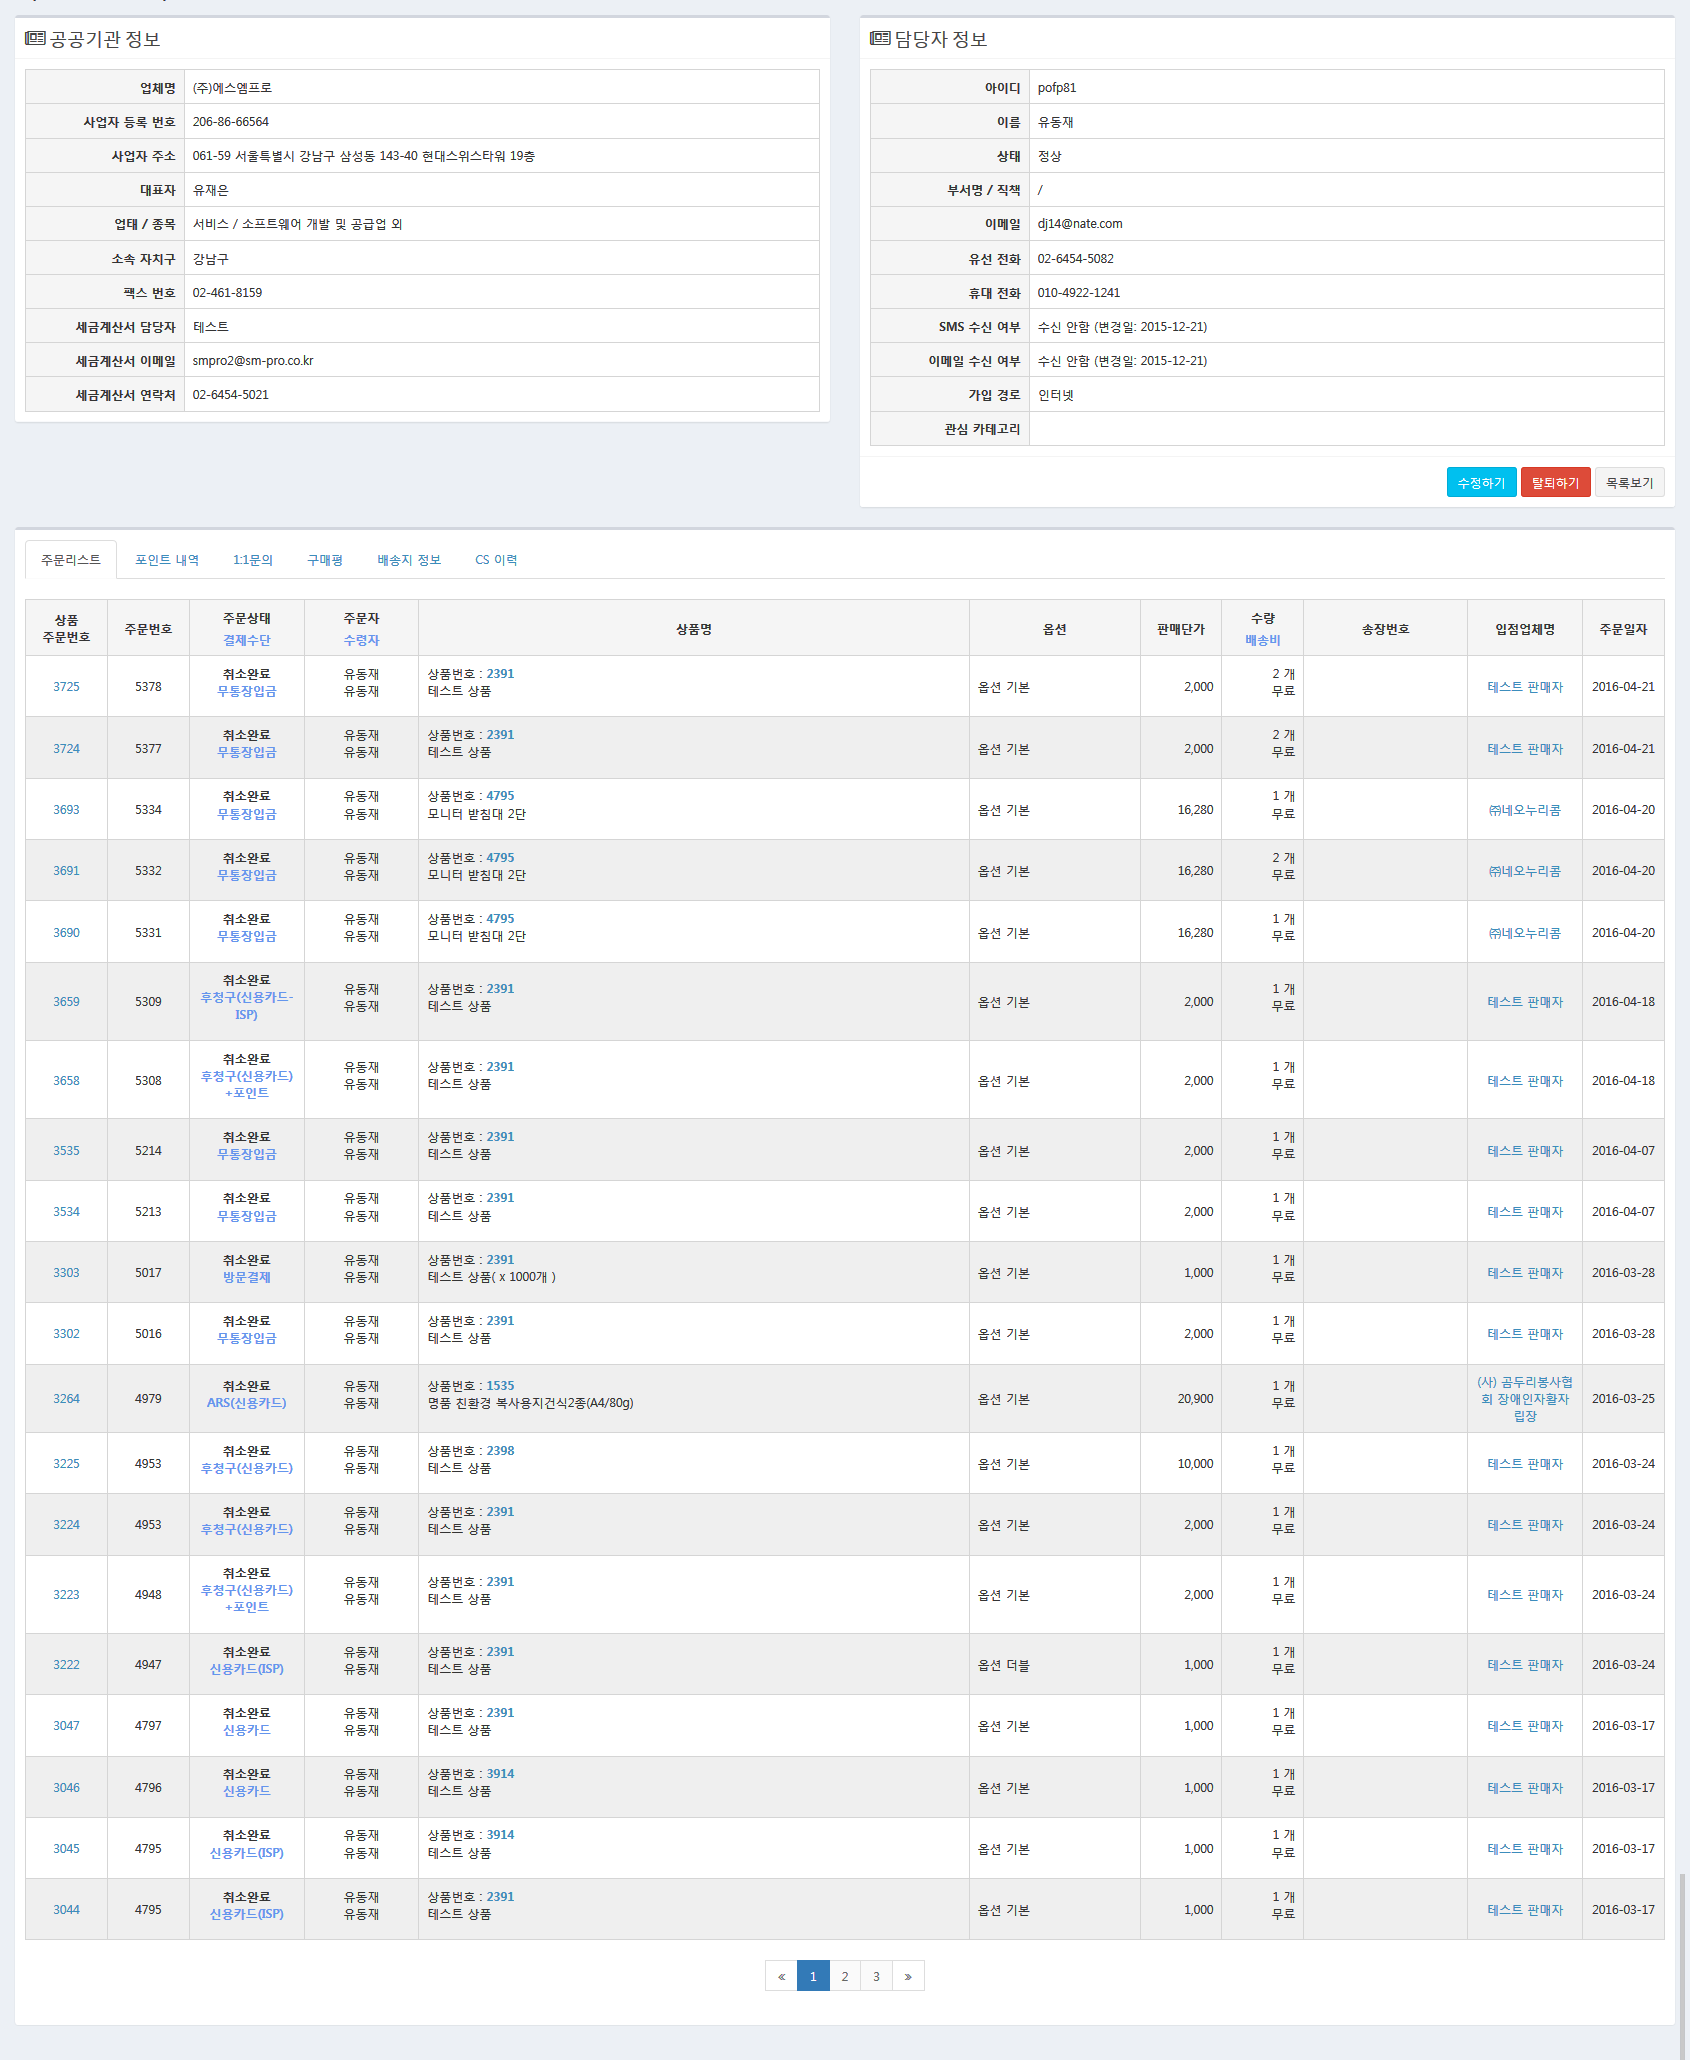 공공기관 정보
업체명 (주)에스엠프로
사업자 등록 번호 206-86-66564
사업자 주소 061-59 서울특별시 강남구 삼성동 143-40 현대스위스타워 19층
대표자 유재은
업태 / 종목 서비스 / 소프트웨어 개발 및 공급업 외
소속 자치구 강남구
팩스 번호 02-461-8159
세금계산서 담당자 테스트
세금계산서 이메일 smpro2@sm-pro.co.kr
세금계산서 연락처 02-6454-5021
담당자 정보
아이디 pofp81
이름 유동재
상태 정상
부서명 / 직책 /
이메일 dj14@nate.com
유선 전화 02-6454-5082
휴대 전화 010-4922-1241
SMS 수신 여부 수신 안함 (변경일: 2015-12-21)
이메일 수신 여부 수신 안함 (변경일: 2015-12-21)
가입 경로 인터넷
관심 카테고리
수정하기 탈퇴하기 목록보기
주문리스트 포인트 내역 1:1문의 구매평 배송지 정보 CS 이력
상품 주문번호 주문번호 주문상태 결제수단 주문자 수령자 상품명 옵션 판매단가 수량 배송비 송장번호 입점업체명 주문일자
3725 5378 취소완료 무통장입금 유동재 유동재 상품번호 : 2391 테스트 상품 옵션 기본 2,000 2 개 무료 테스트 판매자 2016-04-21
3724 5377 취소완료 무통장입금 유동재 유동재 상품번호 : 2391 테스트 상품 옵션 기본 2,000 2 개 무료 테스트 판매자 2016-04-21
3693 5334 취소완료 무통장입금 유동재 유동재 상품번호 : 4795 모니터 받침대 2단 옵션 기본 16,280 1 개 무료 ㈜네오누리콤 2016-04-20
3691 5332 취소완료 무통장입금 유동재 유동재 상품번호 : 4795 모니터 받침대 2단 옵션 기본 16,280 2 개 무료 ㈜네오누리콤 2016-04-20
3690 5331 취소완료 무통장입금 유동재 유동재 상품번호 : 4795 모니터 받침대 2단 옵션 기본 16,280 1 개 무료 ㈜네오누리콤 2016-04-20
3659 5309 취소완료 후청구(신용카드-ISP) 유동재 유동재 상품번호 : 2391 테스트 상품 옵션 기본 2,000 1 개 무료 테스트 판매자 2016-04-18
3658 5308 취소완료 후청구(신용카드)+포인트 유동재 유동재 상품번호 : 2391 테스트 상품 옵션 기본 2,000 1 개 무료 테스트 판매자 2016-04-18
3535 5214 취소완료 무통장입금 유동재 유동재 상품번호 : 2391 테스트 상품 옵션 기본 2,000 1 개 무료 테스트 판매자 2016-04-07
3534 5213 취소완료 무통장입금 유동재 유동재 상품번호 : 2391 테스트 상품 옵션 기본 2,000 1 개 무료 테스트 판매자 2016-04-07
3303 5017 취소완료 방문결제 유동재 유동재 상품번호 : 2391 테스트 상품( x 1000개 ) 옵션 기본 1,000 1 개 무료 테스트 판매자 2016-03-28
3302 5016 취소완료 무통장입금 유동재 유동재 상품번호 : 2391 테스트 상품 옵션 기본 2,000 1 개 무료 테스트 판매자 2016-03-28
3264 4979 취소완료 ARS(신용카드) 유동재 유동재 상품번호 : 1535 명품 친환경 복사용지건식2종(A4/80g) 옵션 기본 20,900 1 개 무료 (사) 곰두리봉사협회 장애인자활자립장 2016-03-25
3225 4953 취소완료 후청구(신용카드) 유동재 유동재 상품번호 : 2398 테스트 상품 옵션 기본 10,000 1 개 무료 테스트 판매자 2016-03-24
3224 4953 취소완료 후청구(신용카드) 유동재 유동재 상품번호 : 2391 테스트 상품 옵션 기본 2,000 1 개 무료 테스트 판매자 2016-03-24
3223 4948 취소완료 후청구(신용카드)+포인트 유동재 유동재 상품번호 : 2391 테스트 상품 옵션 기본 2,000 1 개 무료 테스트 판매자 2016-03-24
3222 4947 취소완료 신용카드(ISP) 유동재 유동재 상품번호 : 2391 테스트 상품 옵션 더블 1,000 1 개 무료 테스트 판매자 2016-03-24
3047 4797 취소완료 신용카드 유동재 유동재 상품번호 : 2391 테스트 상품 옵션 기본 1,000 1 개 무료 테스트 판매자 2016-03-17
3046 4796 취소완료 신용카드 유동재 유동재 상품번호 : 3914 테스트 상품 옵션 기본 1,000 1 개 무료 테스트 판매자 2016-03-17
3045 4795 취소완료 신용카드(ISP) 유동재 유동재 상품번호 : 3914 테스트 상품 옵션 기본 1,000 1 개 무료 테스트 판매자 2016-03-17
3044 4795 취소완료 신용카드(ISP) 유동재 유동재 상품번호 : 2391 테스트 상품 옵션 기본 1,000 1 개 무료 테스트 판매자 2016-03-17
« 1 2 3 »